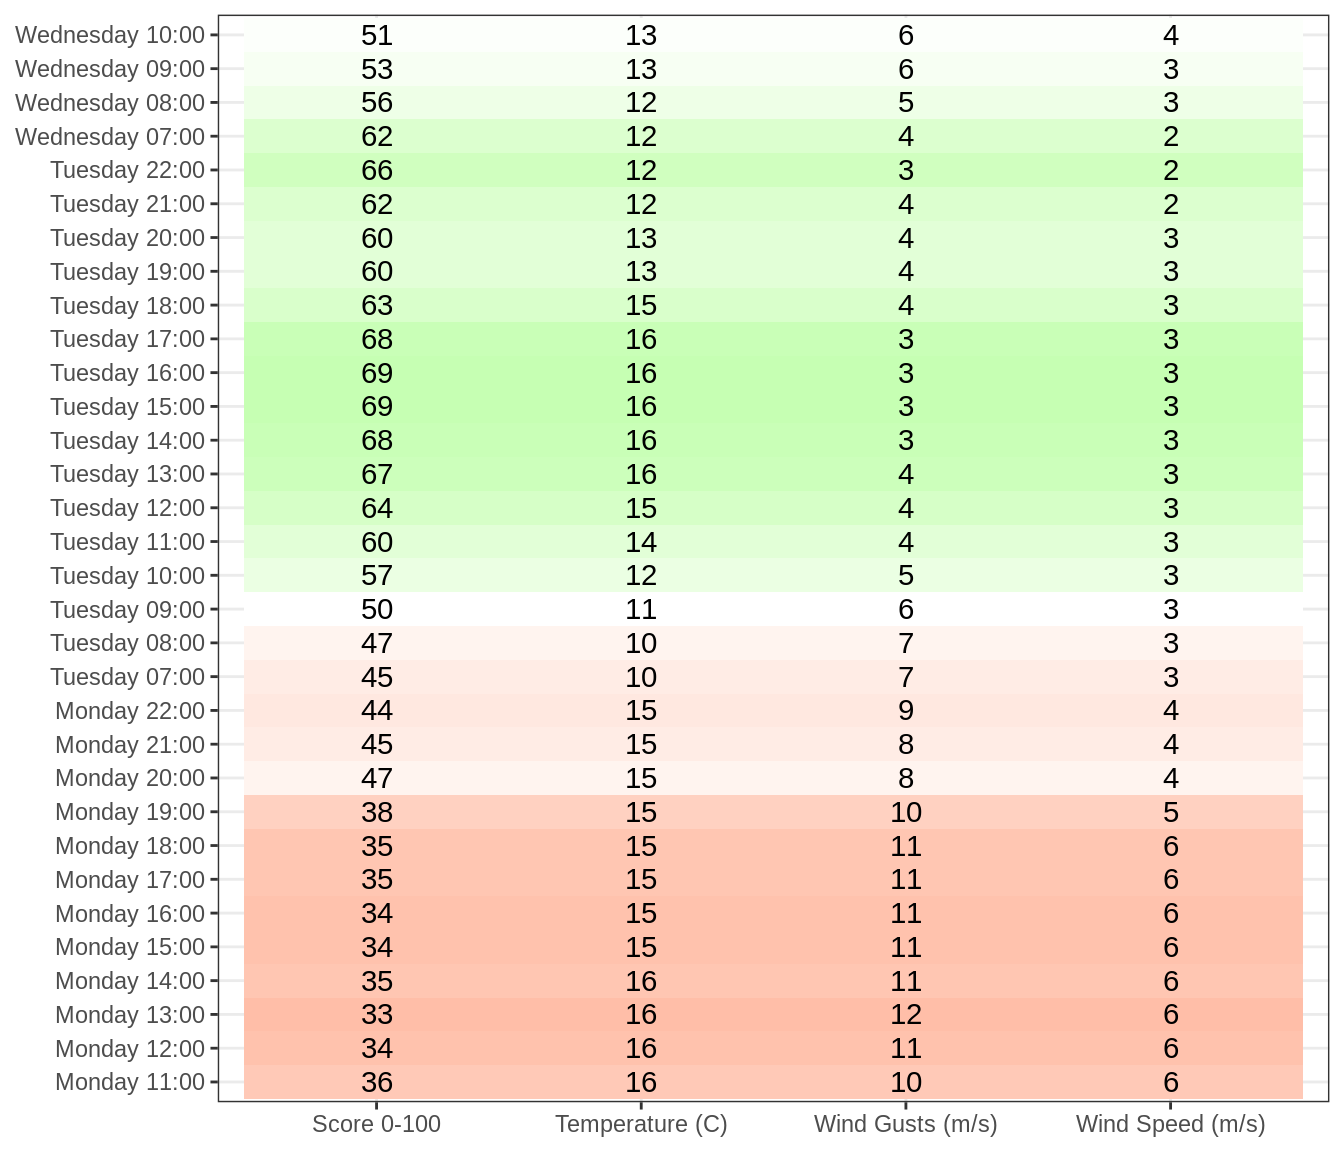 Wednesday 10:00 51 13 6 4
Wednesday 09:00 53 13 6 3
Wednesday 08:00 56 12 5 3
Wednesday 07:00 62 12 4 2
Tuesday 22:00 66 12 3 2
Tuesday 21:00 62 12 4 2
Tuesday 20:00 60 13 4 3
Tuesday 19:00 60 13 4 3
Tuesday 18:00 63 15 4 3
Tuesday 17:00 68 16 3 3
Tuesday 16:00 69 16 3 3
Tuesday 15:00 69 16 3 3
Tuesday 14:00 68 16 3 3
Tuesday 13:00 67 16 4 3
Tuesday 12:00 64 15 4 3
Tuesday 11:00 60 14 4 3
Tuesday 10:00 57 12 5 3
Tuesday 09:00 50 11 6 3
Tuesday 08:00 47 10 7 3
Tuesday 07:00 45 10 7 3
Monday 22:00 44 15 9 4
Monday 21:00 45 15 8 4
Monday 20:00 47 15 8 4
Monday 19:00 38 15 10 5
Monday 18:00 35 15 11 6
Monday 17:00 35 15 11 6
Monday 16:00 34 15 11 6
Monday 15:00 34 15 11 6
Monday 14:00 35 16 11 6
Monday 13:00 33 16 12 6
Monday 12:00 34 16 11 6
Monday 11:00 36 16 10 6
Score 0-100 Temperature (C) Wind Gusts (m/s) Wind Speed (m/s)